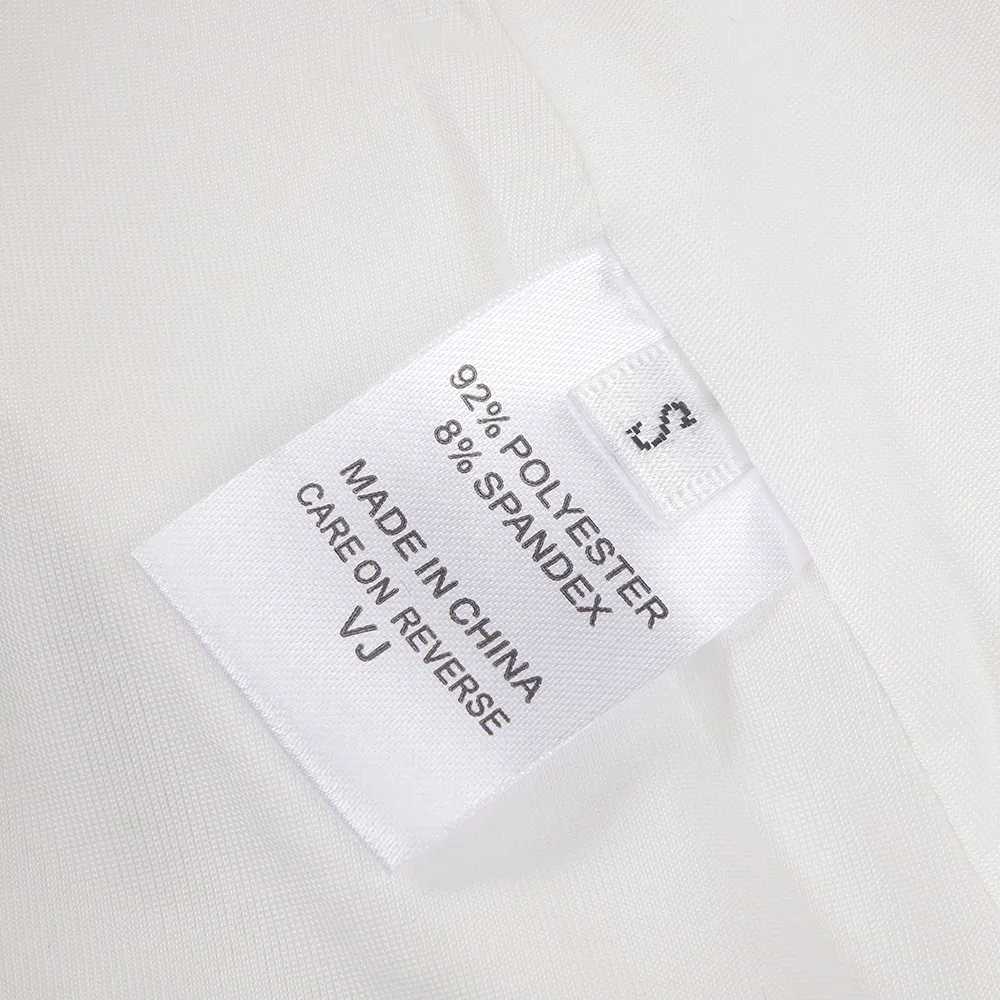 S
92% POLYESTER
8% SPANDEX
MADE IN CHINA
CARE ON REVERSE
VJ